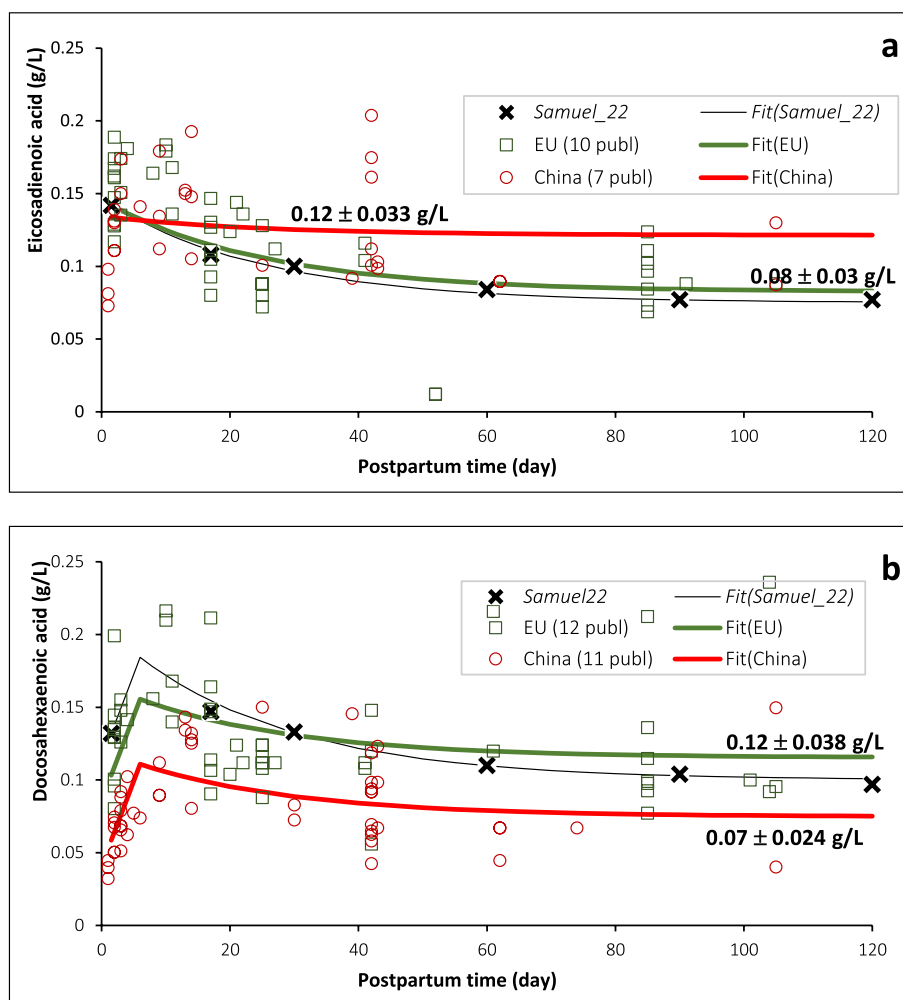 a
Eicosadienoic acid (g/L)
0.25
0.2
0.15
0.1
0.05
0
Samuel_22
Fit(Samuel_22)
EU (10 publ)
Fit(EU)
China (7 publ)
Fit(China)
0.12 ± 0.033 g/L
0.08 ± 0.03 g/L
0 20 40 60 80 100 120
Postpartum time (day)
b
Docosahexaenoic acid (g/L)
0.25
0.2
0.15
0.1
0.05
0
Samuel22
Fit(Samuel_22)
EU (12 publ)
Fit(EU)
China (11 publ)
Fit(China)
0.12 ± 0.038 g/L
0.07 ± 0.024 g/L
0 20 40 60 80 100 120
Postpartum time (day)